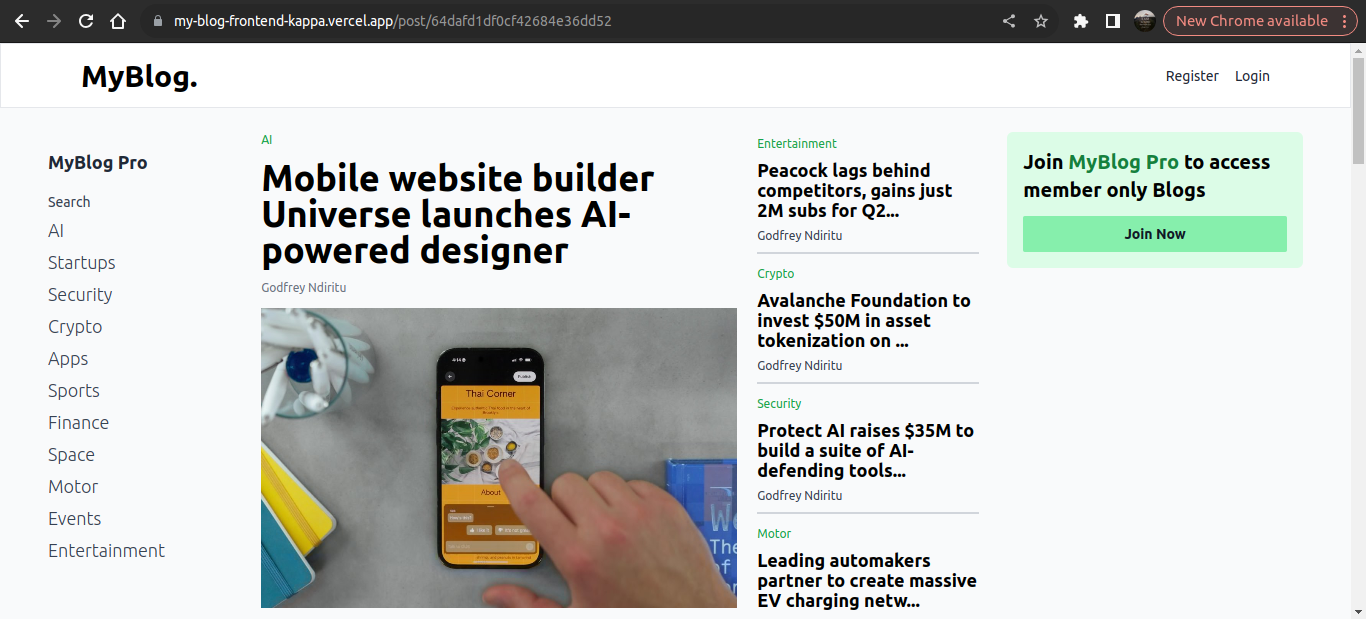 my-blog-frontend-kappa.vercel.app/post/64dafd1df0cf42684e36dd52
New Chrome available
MyBlog.
Register
Login
MyBlog Pro
Search
AI
Startups
Security
Crypto
Apps
Sports
Finance
Space
Motor
Events
Entertainment
AI
Mobile website builder
Universe launches AI-
powered designer
Godfrey Ndiritu
4:14
Publish
Thai Corner
About
Entertainment
Peacock lags behind
competitors, gains just
2M subs for Q2...
Godfrey Ndiritu
Crypto
Avalanche Foundation to
invest $50M in asset
tokenization on ...
Godfrey Ndiritu
Security
Protect AI raises $35M to
build a suite of AI-
defending tools...
Godfrey Ndiritu
Motor
Leading automakers
partner to create massive
EV charging netw...
Join MyBlog Pro to access
member only Blogs
Join Now